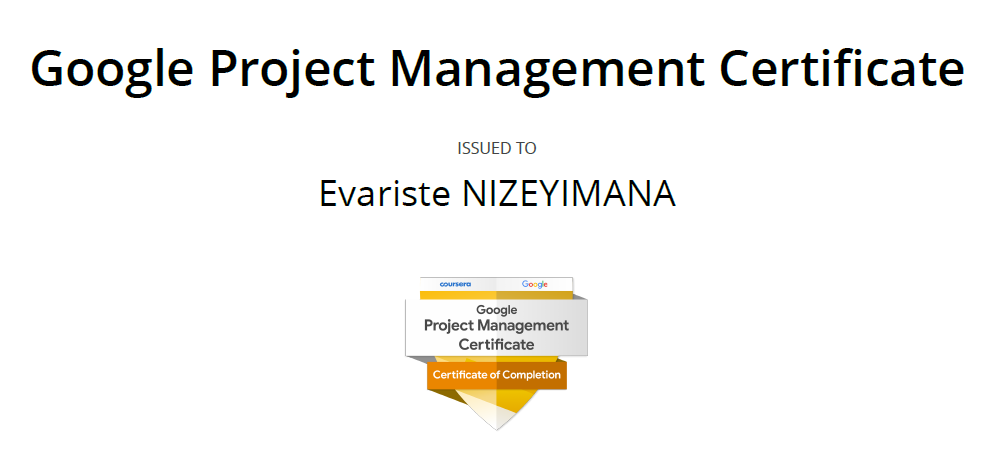 Google Project Management Certificate
ISSUED TO
Evariste NIZEYIMANA
coursera Google
Google
Project Management
Certificate
Certificate of Completion